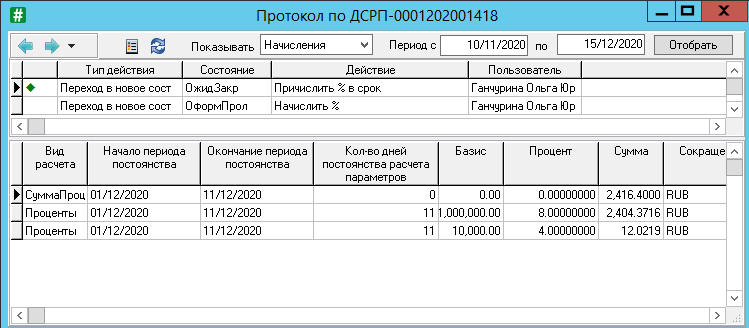 Протокол по ДСРП-0001202001418
Показывать Начисления Период с 10/11/2020 по 15/12/2020 Отобрать
Тип действия Состояние Действие Пользователь
Переход в новое сост ОжидЗакр Причислить % в срок Ганчурина Ольга Юр
Переход в новое сост ОформПрол Начислить % Ганчурина Ольга Юр
Вид расчета Начало периода постоянства Окончание периода постоянства Кол-во дней постоянства расчета параметров Базис Процент Сумма Сокраще
СуммаПроц 01/12/2020 11/12/2020 0 0.00 0.00000000 2,416.4000 RUB
Проценты 01/12/2020 11/12/2020 11 1,000,000.00 8.00000000 2,404.3716 RUB
Проценты 01/12/2020 11/12/2020 11 10,000.00 4.00000000 12.0219 RUB